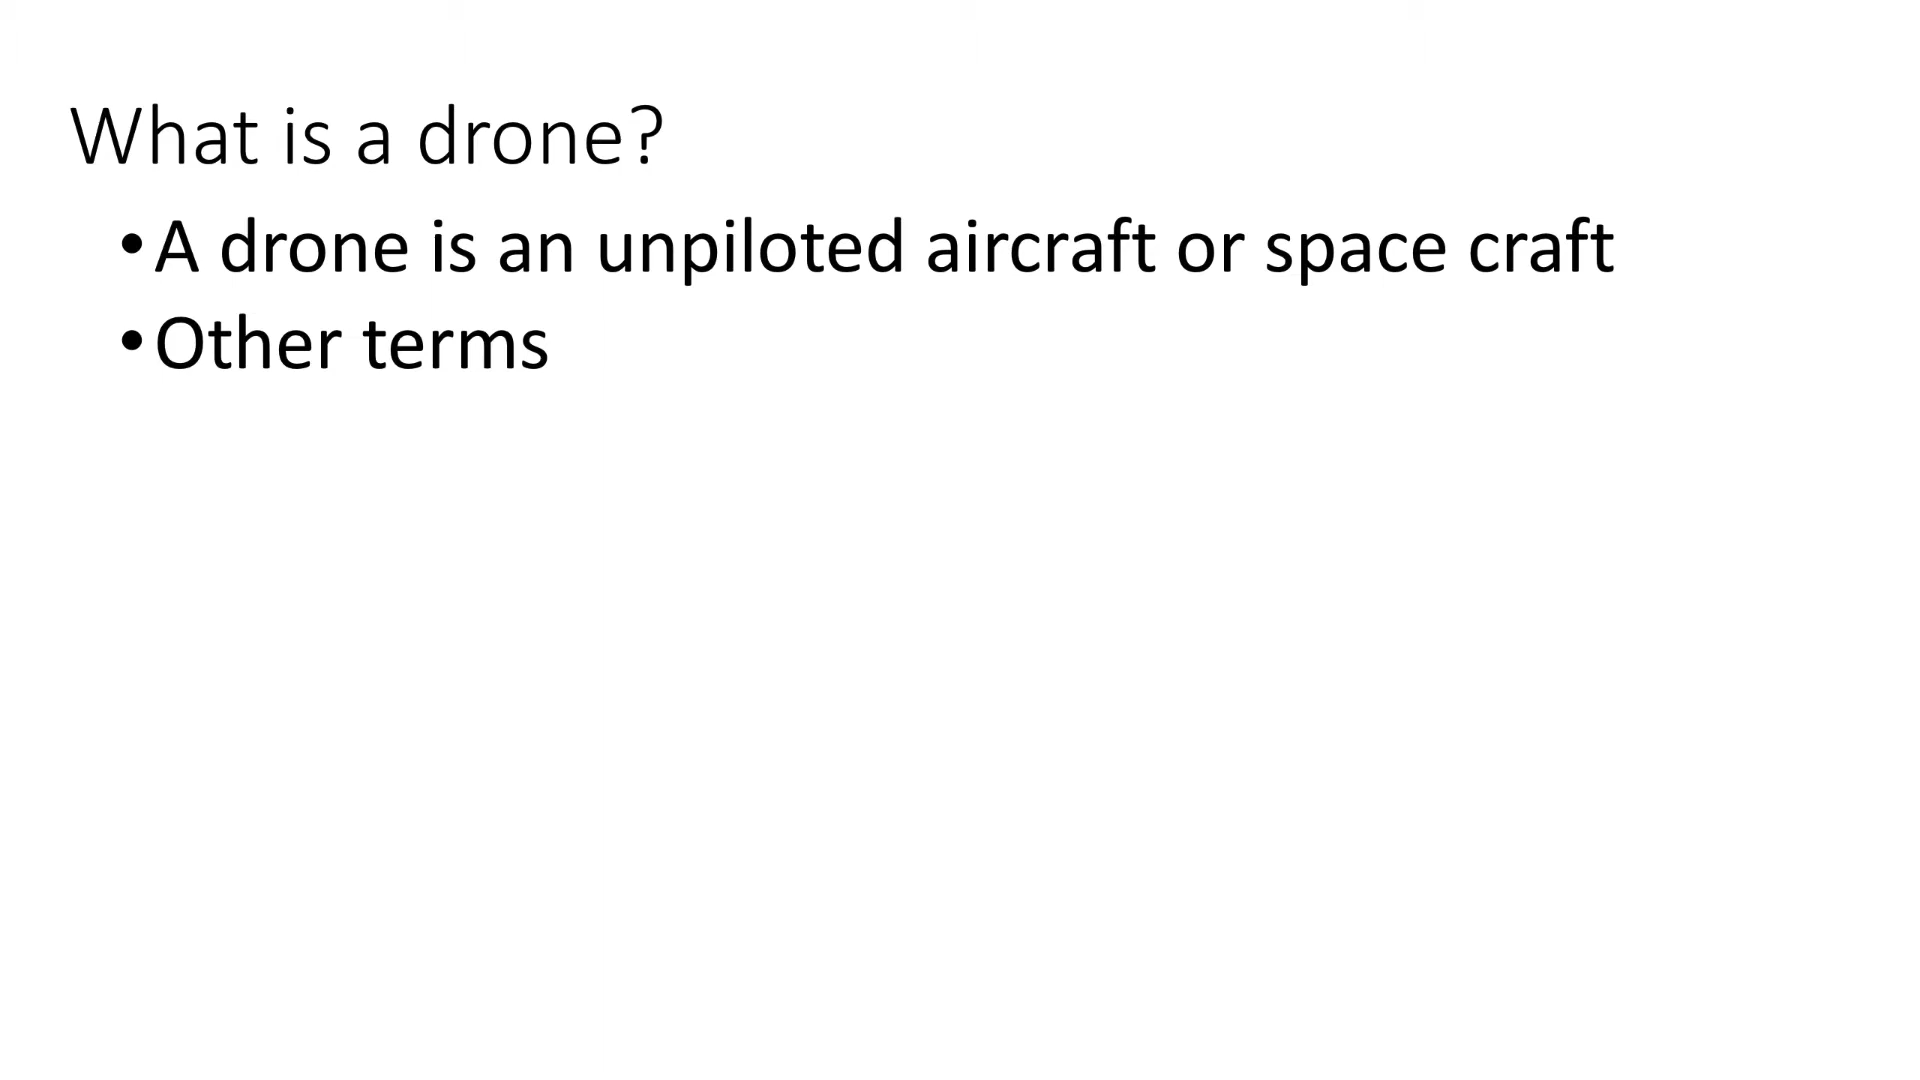 What is a drone?
•A drone is an unpiloted aircraft or space craft
•Other terms